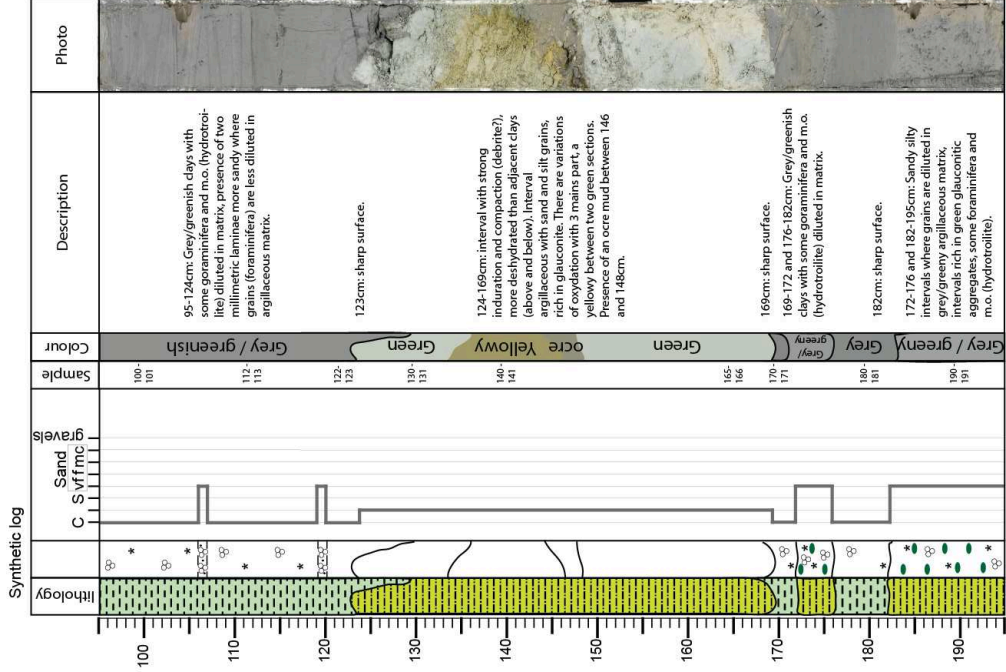 Synthetic log
Photo
Description
Colour
Sample
gravels
Sand
C S vf f m c
lithology
95-124cm: Grey/greenish clays with
some goraminifera and m.o. (hydrotroi-
lite) diluted in matrix, presence of two
millimetric laminae more sandy where
grains (foraminifera) are less diluted in
argillaceous matrix.
123cm: sharp surface.
124-169cm: interval with strong
induration and compaction (debrite?),
more deshydrated than adjacent clays
(above and below). Interval
argillaceous with sand and silt grains,
rich in glauconite. There are variations
of oxydation with 3 mains part, a
yellowy between two green sections.
Presence of an ocre mud between 146
and 148cm.
169cm: sharp surface.
169-172 and 176-182cm: Grey/greenish
clays with some goraminifera and m.o.
(hydrotroilite) diluted in matrix.
182cm: sharp surface.
172-176 and 182-195cm: Sandy silty
intervals where grains are diluted in
grey/greeny argillaceous matrix,
intervals rich in green glauconitic
aggregates, some foraminifera and
m.o. (hydrotroilite).
Grey / greenish
Green
Yellowy
ocre
Green
Grey/
greeny
Grey
Grey / greeny
100-
101
112-
113
122-
123
130-
131
140-
141
165-
166
170-
171
180-
181
190-
191
100
110
120
130
140
150
160
170
180
190